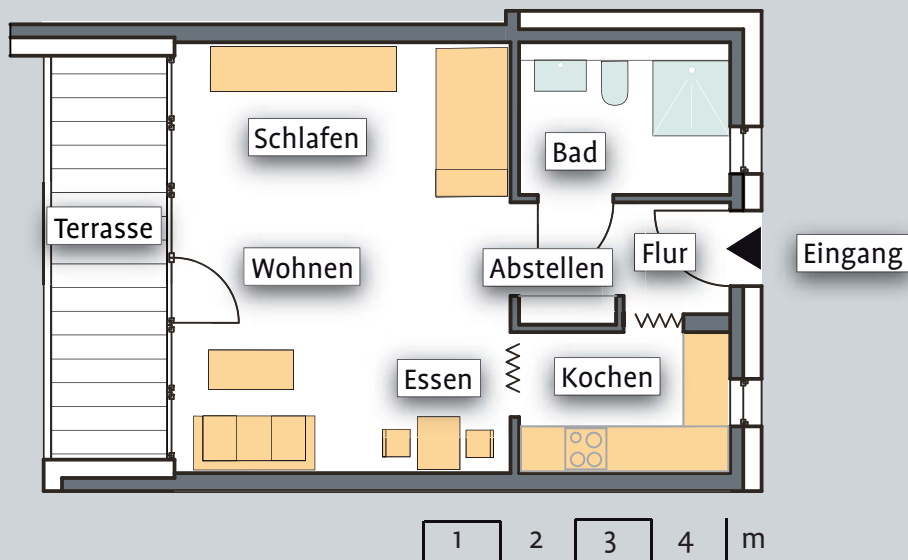 Schlafen
Bad
Terrasse
Wohnen
Abstellen
Flur
Eingang
Essen
Kochen
1 2 3 4 m